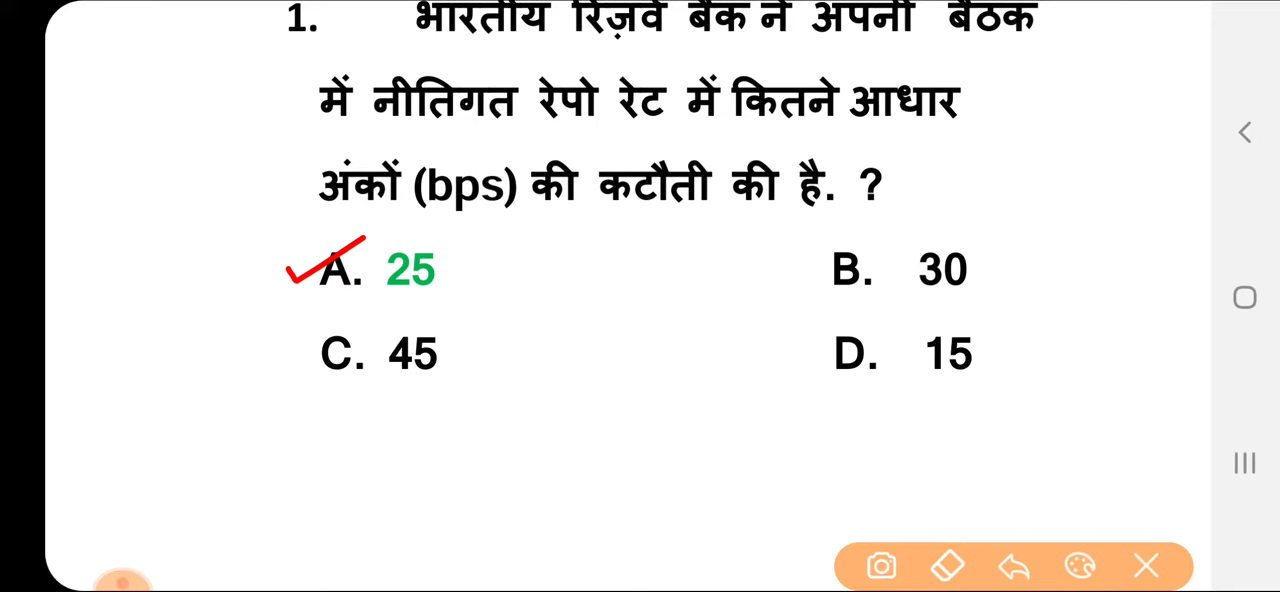 1. भारतीय रिज़र्व बैंक ने अपनी बैठक
में नीतिगत रेपो रेट में कितने आधार
अंकों (bps) की कटौती की है. ?
A. 25 B. 30
C. 45 D. 15